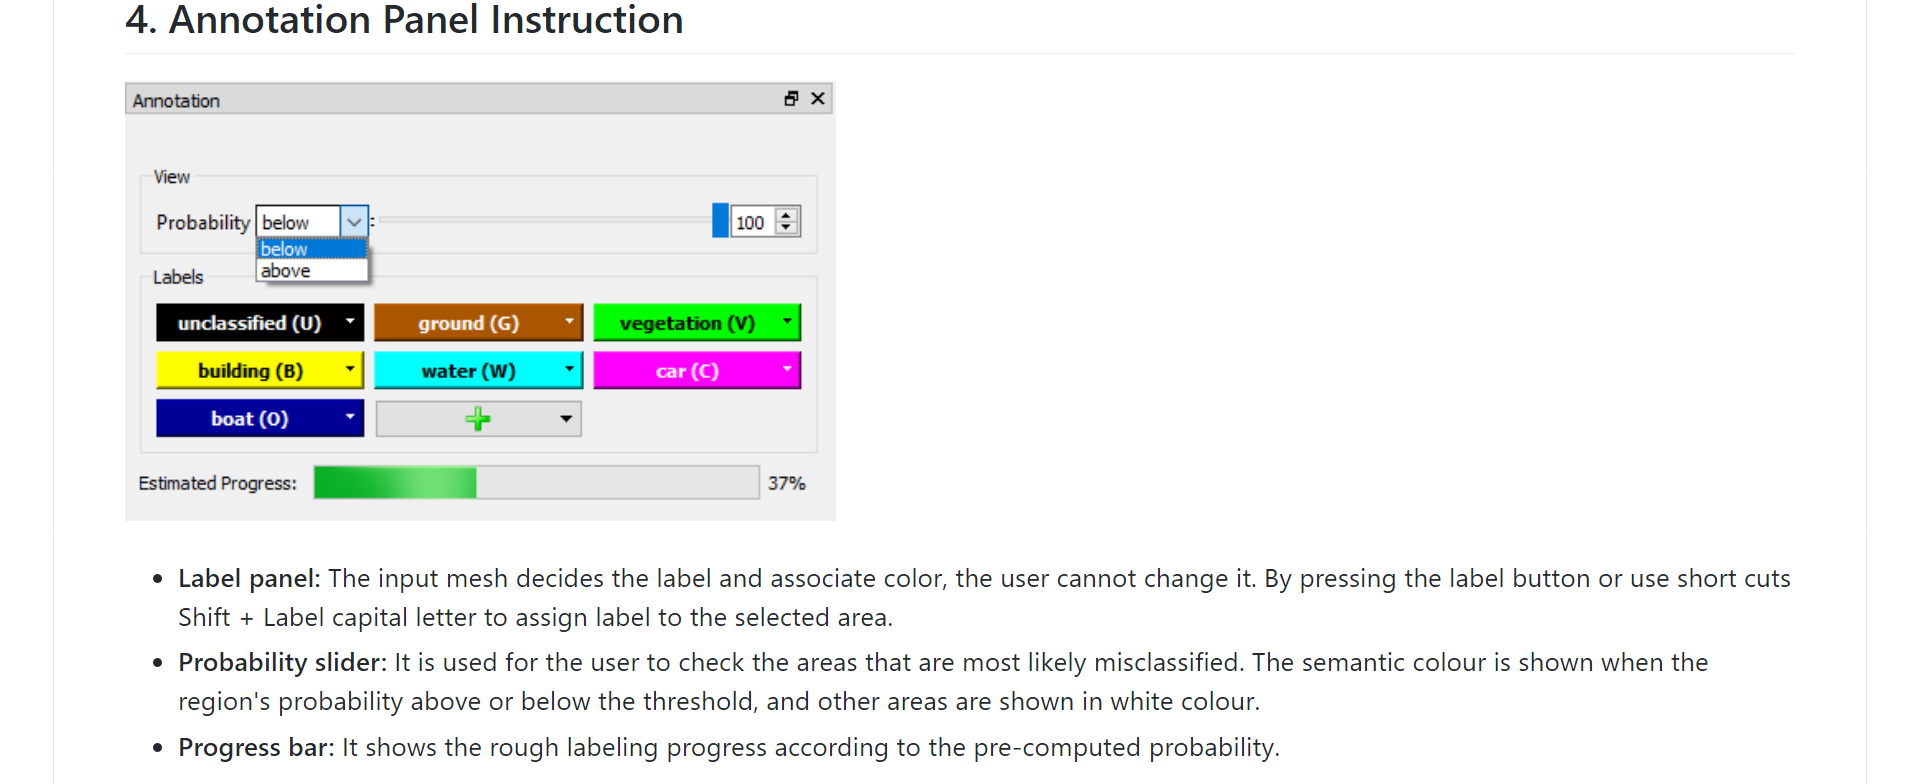 4. Annotation Panel Instruction
Annotation
View
Probability below : 100
below
above
Labels
unclassified (U) ground (G) vegetation (V)
building (B) water (W) car (C)
boat (O)
Estimated Progress: 37%
Label panel: The input mesh decides the label and associate color, the user cannot change it. By pressing the label button or use short cuts
Shift + Label capital letter to assign label to the selected area.
Probability slider: It is used for the user to check the areas that are most likely misclassified. The semantic colour is shown when the
region's probability above or below the threshold, and other areas are shown in white colour.
Progress bar: It shows the rough labeling progress according to the pre-computed probability.